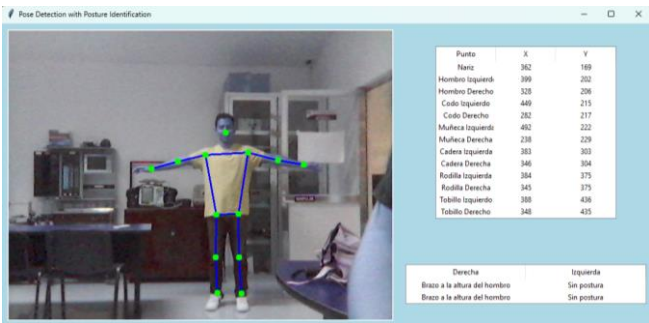 Pose Detection with Posture Identification
Punto X Y
Nariz 362 169
Hombro Izquierdo 399 202
Hombro Derecho 328 206
Codo Izquierdo 449 215
Codo Derecho 282 217
Muñeca Izquierda 492 222
Muñeca Derecha 238 229
Cadera Izquierda 383 303
Cadera Derecha 346 304
Rodilla Izquierda 384 375
Rodilla Derecha 345 375
Tobillo Izquierdo 388 436
Tobillo Derecho 348 435
Derecha Izquierda
Brazo a la altura del hombro Sin postura
Brazo a la altura del hombro Sin postura